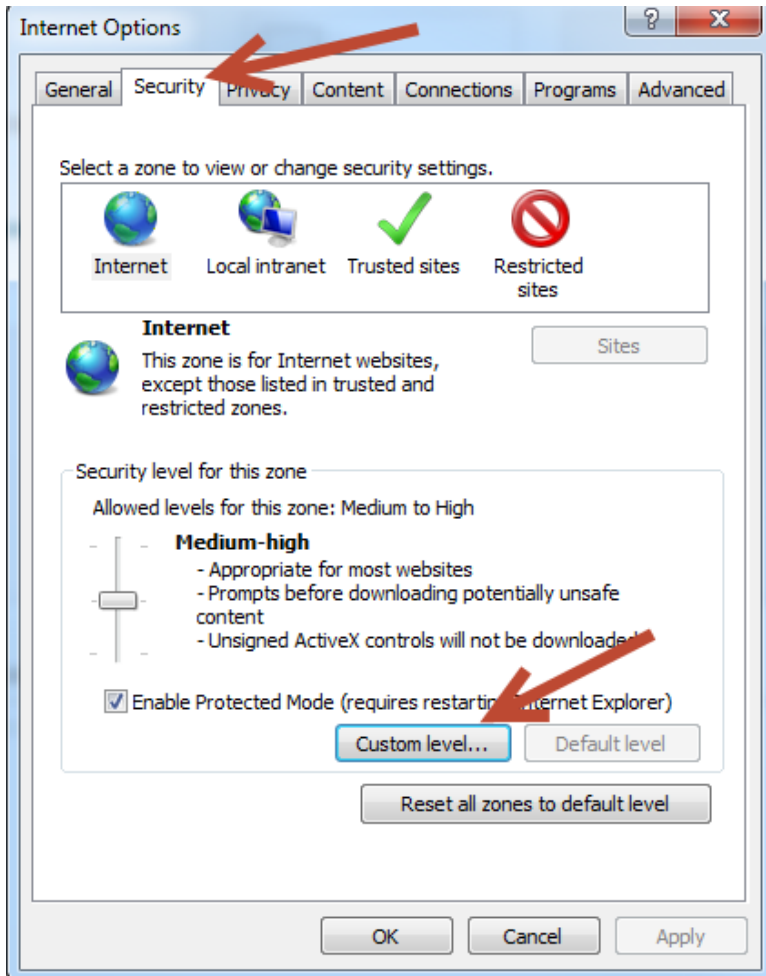 Internet Options
General Security Privacy Content Connections Programs Advanced
Select a zone to view or change security settings.
Internet Local intranet Trusted sites Restricted sites
Internet
Sites
This zone is for Internet websites,
except those listed in trusted and
restricted zones.
Security level for this zone
Allowed levels for this zone: Medium to High
Medium-high
- Appropriate for most websites
- Prompts before downloading potentially unsafe
content
- Unsigned ActiveX controls will not be downloaded
Enable Protected Mode (requires restarting Internet Explorer)
Custom level... Default level
Reset all zones to default level
OK Cancel Apply